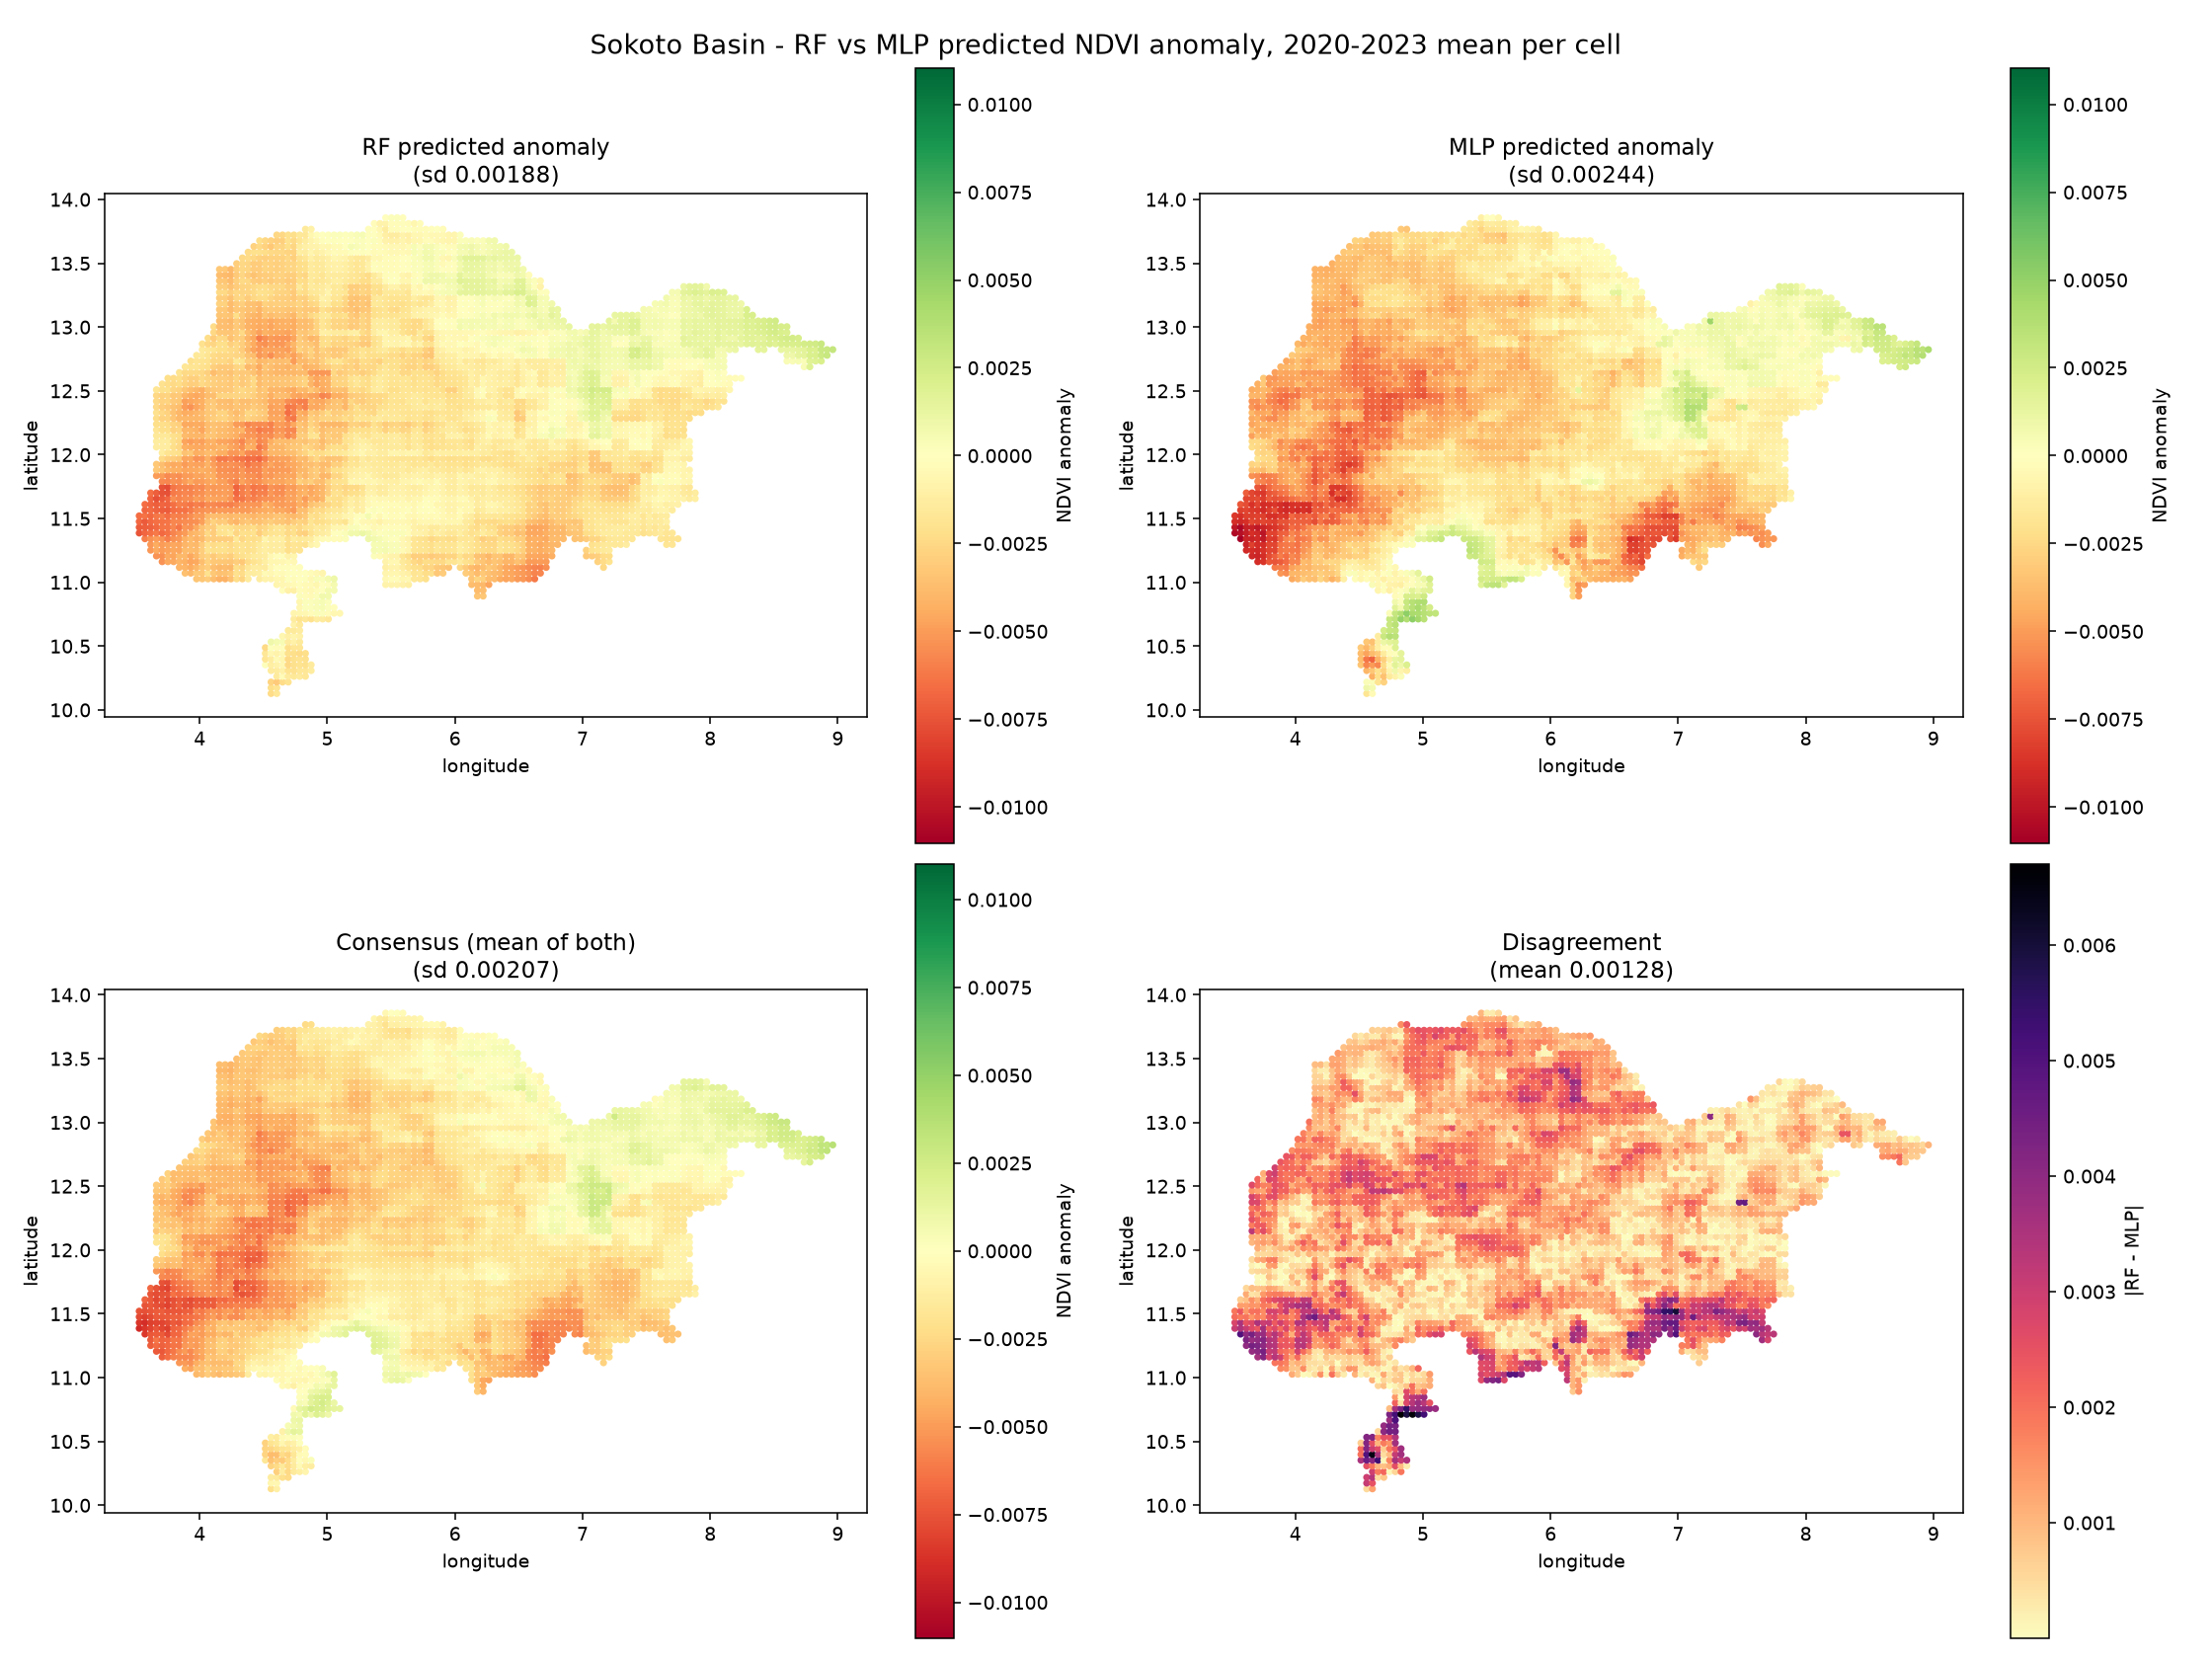 Sokoto Basin - RF vs MLP predicted NDVI anomaly, 2020-2023 mean per cell
RF predicted anomaly
(sd 0.00188)
14.0
13.5
13.0
12.5
12.0
11.5
11.0
10.5
10.0
latitude
4 5 6 7 8 9
longitude
0.0100
0.0075
0.0050
0.0025
0.0000
−0.0025
−0.0050
−0.0075
−0.0100
NDVI anomaly
MLP predicted anomaly
(sd 0.00244)
14.0
13.5
13.0
12.5
12.0
11.5
11.0
10.5
10.0
latitude
4 5 6 7 8 9
longitude
0.0100
0.0075
0.0050
0.0025
0.0000
−0.0025
−0.0050
−0.0075
−0.0100
NDVI anomaly
Consensus (mean of both)
(sd 0.00207)
14.0
13.5
13.0
12.5
12.0
11.5
11.0
10.5
10.0
latitude
4 5 6 7 8 9
longitude
0.0100
0.0075
0.0050
0.0025
0.0000
−0.0025
−0.0050
−0.0075
−0.0100
NDVI anomaly
Disagreement
(mean 0.00128)
14.0
13.5
13.0
12.5
12.0
11.5
11.0
10.5
10.0
latitude
4 5 6 7 8 9
longitude
0.006
0.005
0.004
0.003
0.002
0.001
|RF - MLP|